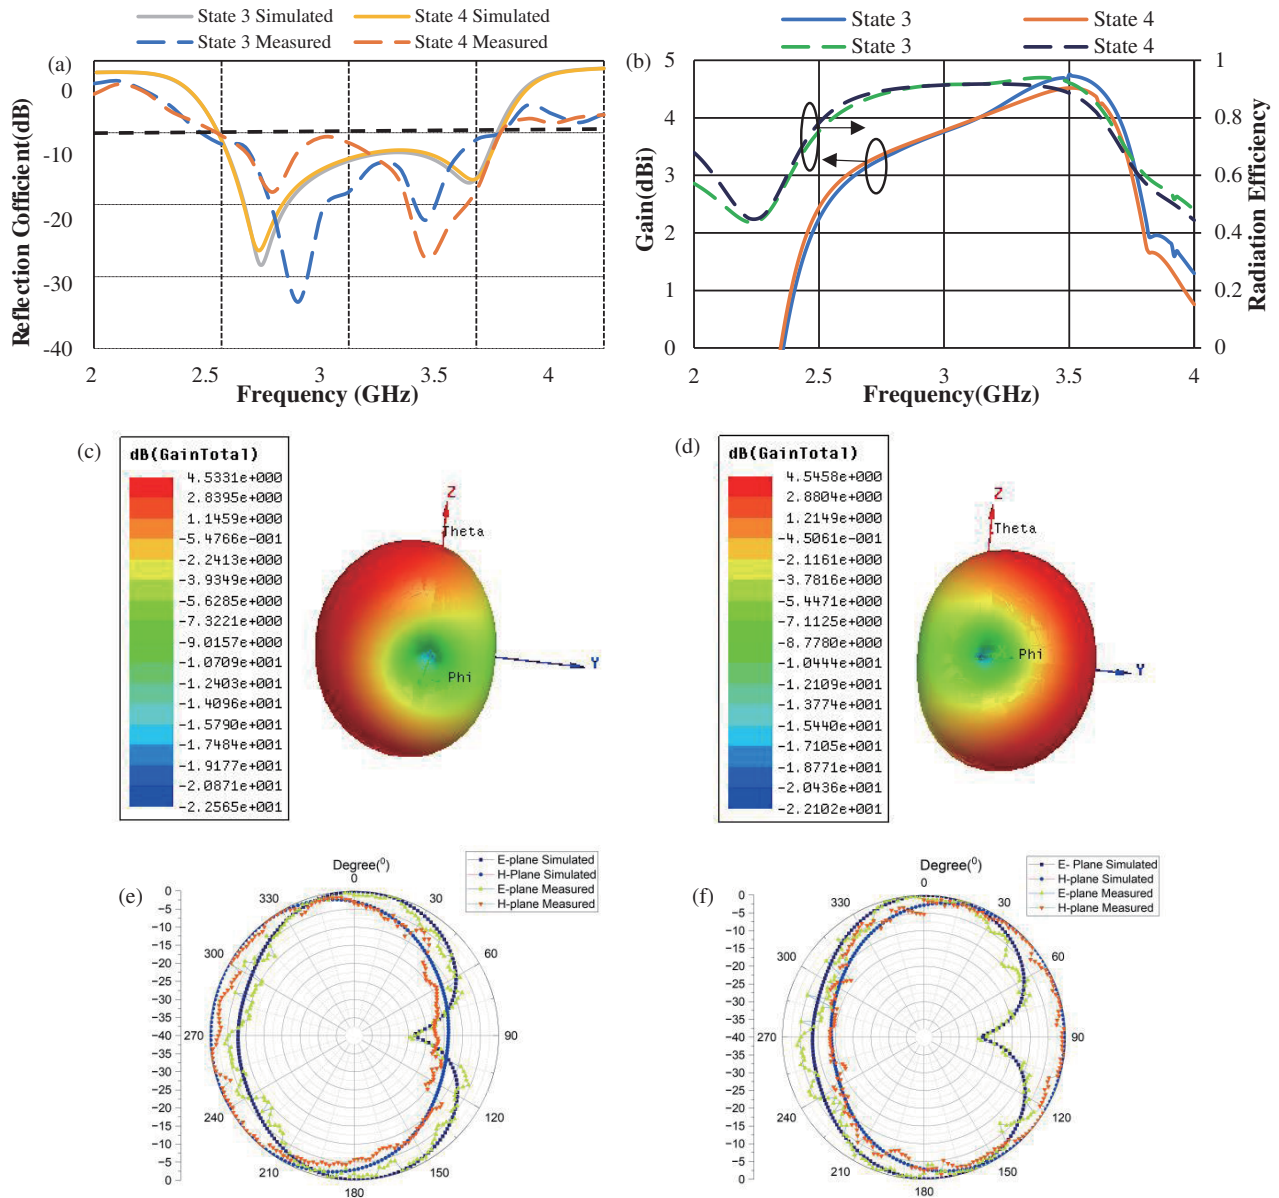 State 3 Simulated State 4 Simulated
State 3 Measured State 4 Measured
(a)
Reflection Cofficient(dB)
0
-10
-20
-30
-40
2 2.5 3 3.5 4
Frequency (GHz)
State 3 State 4
State 3 State 4
(b)
Gain(dBi)
5
4
3
2
1
0
1
0.8
0.6
0.4
0.2
0
Radiation Efficiency
2 2.5 3 3.5 4
Frequency(GHz)
(c)
dB(GainTotal)
4.5331e+000
2.8395e+000
1.1459e+000
-5.4766e-001
-2.2413e+000
-3.9349e+000
-5.6285e+000
-7.3221e+000
-9.0157e+000
-1.0709e+001
-1.2403e+001
-1.4096e+001
-1.5790e+001
-1.7484e+001
-1.9177e+001
-2.0871e+001
-2.2565e+001
Z
Theta
Y
Phi
(d)
dB(GainTotal)
4.5458e+000
2.8804e+000
1.2149e+000
-4.5061e-001
-2.1161e+000
-3.7816e+000
-5.4471e+000
-7.1125e+000
-8.7780e+000
-1.0444e+001
-1.2109e+001
-1.3774e+001
-1.5440e+001
-1.7105e+001
-1.8771e+001
-2.0436e+001
-2.2102e+001
Z
Theta
Phi
Y
(e)
Degree(0)
E-plane Simulated
H-Plane Simulated
E-plane Measured
H-plane Measured
0
-5
-10
-15
-20
-25
-30
-35
-40
-35
-30
-25
-20
-15
-10
-5
0
0
30
60
90
120
150
180
210
240
270
300
330
(f)
Degree(0)
E- Plane Simulated
H-plane Simulated
E-plane Measured
H-plane Measured
0
-5
-10
-15
-20
-25
-30
-35
-40
-35
-30
-25
-20
-15
-10
-5
0
0
30
60
90
120
150
180
210
240
270
300
330